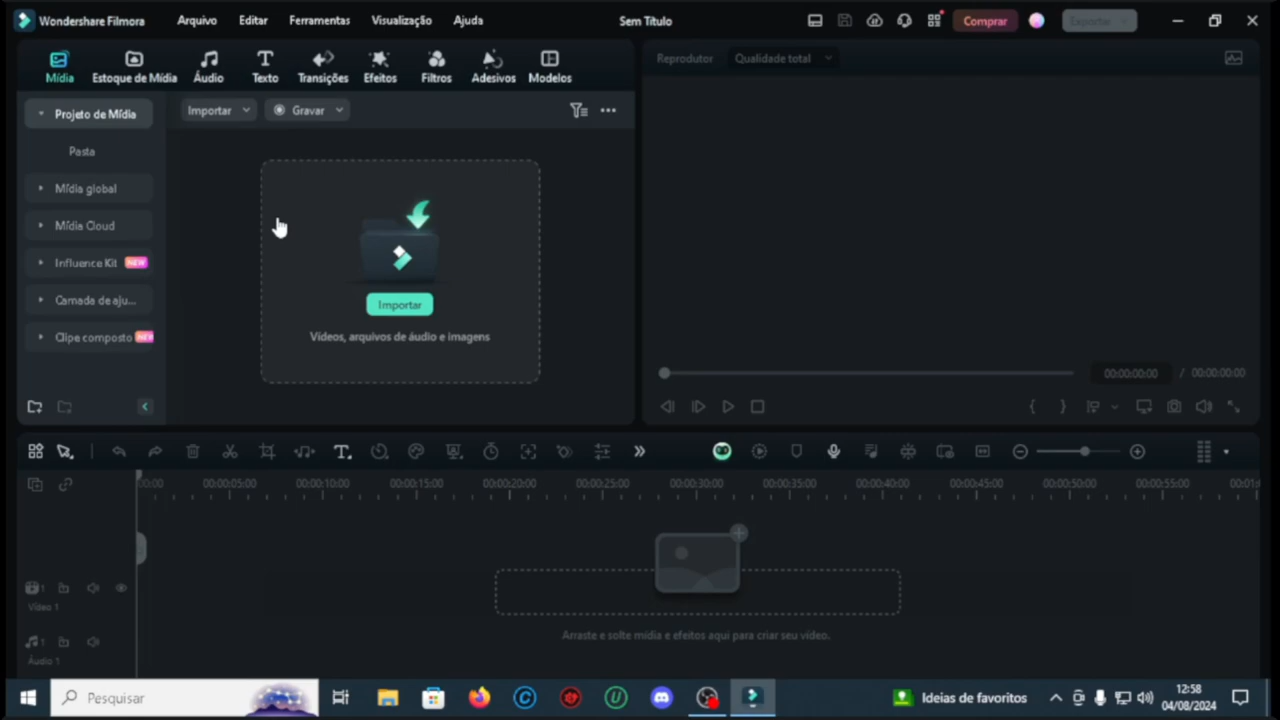 Wondershare Filmora Arquivo Editar Ferramentas Visualização Ajuda Sem Título Comprar Exportar
Mídia Estoque de Mídia Áudio Texto Transições Efeitos Filtros Adesivos Modelos
Reprodutor Qualidade total
Projeto de Mídia
Importar Gravar
Pasta
Mídia global
Mídia Cloud
Influence Kit NEW
Camada de aju...
Clipe composto NEW
Importar
Vídeos, arquivos de áudio e imagens
00:00:00:00 / 00:00:00:00
00:00 00:00:05:00 00:00:10:00 00:00:15:00 00:00:20:00 00:00:25:00 00:00:30:00 00:00:35:00 00:00:40:00 00:00:45:00 00:00:50:00 00:00:55:00 00:01:0
1
Vídeo 1
Arraste e solte mídia e efeitos aqui para criar seu vídeo.
1
Áudio 1
Pesquisar
Ideias de favoritos
12:58
04/08/2024